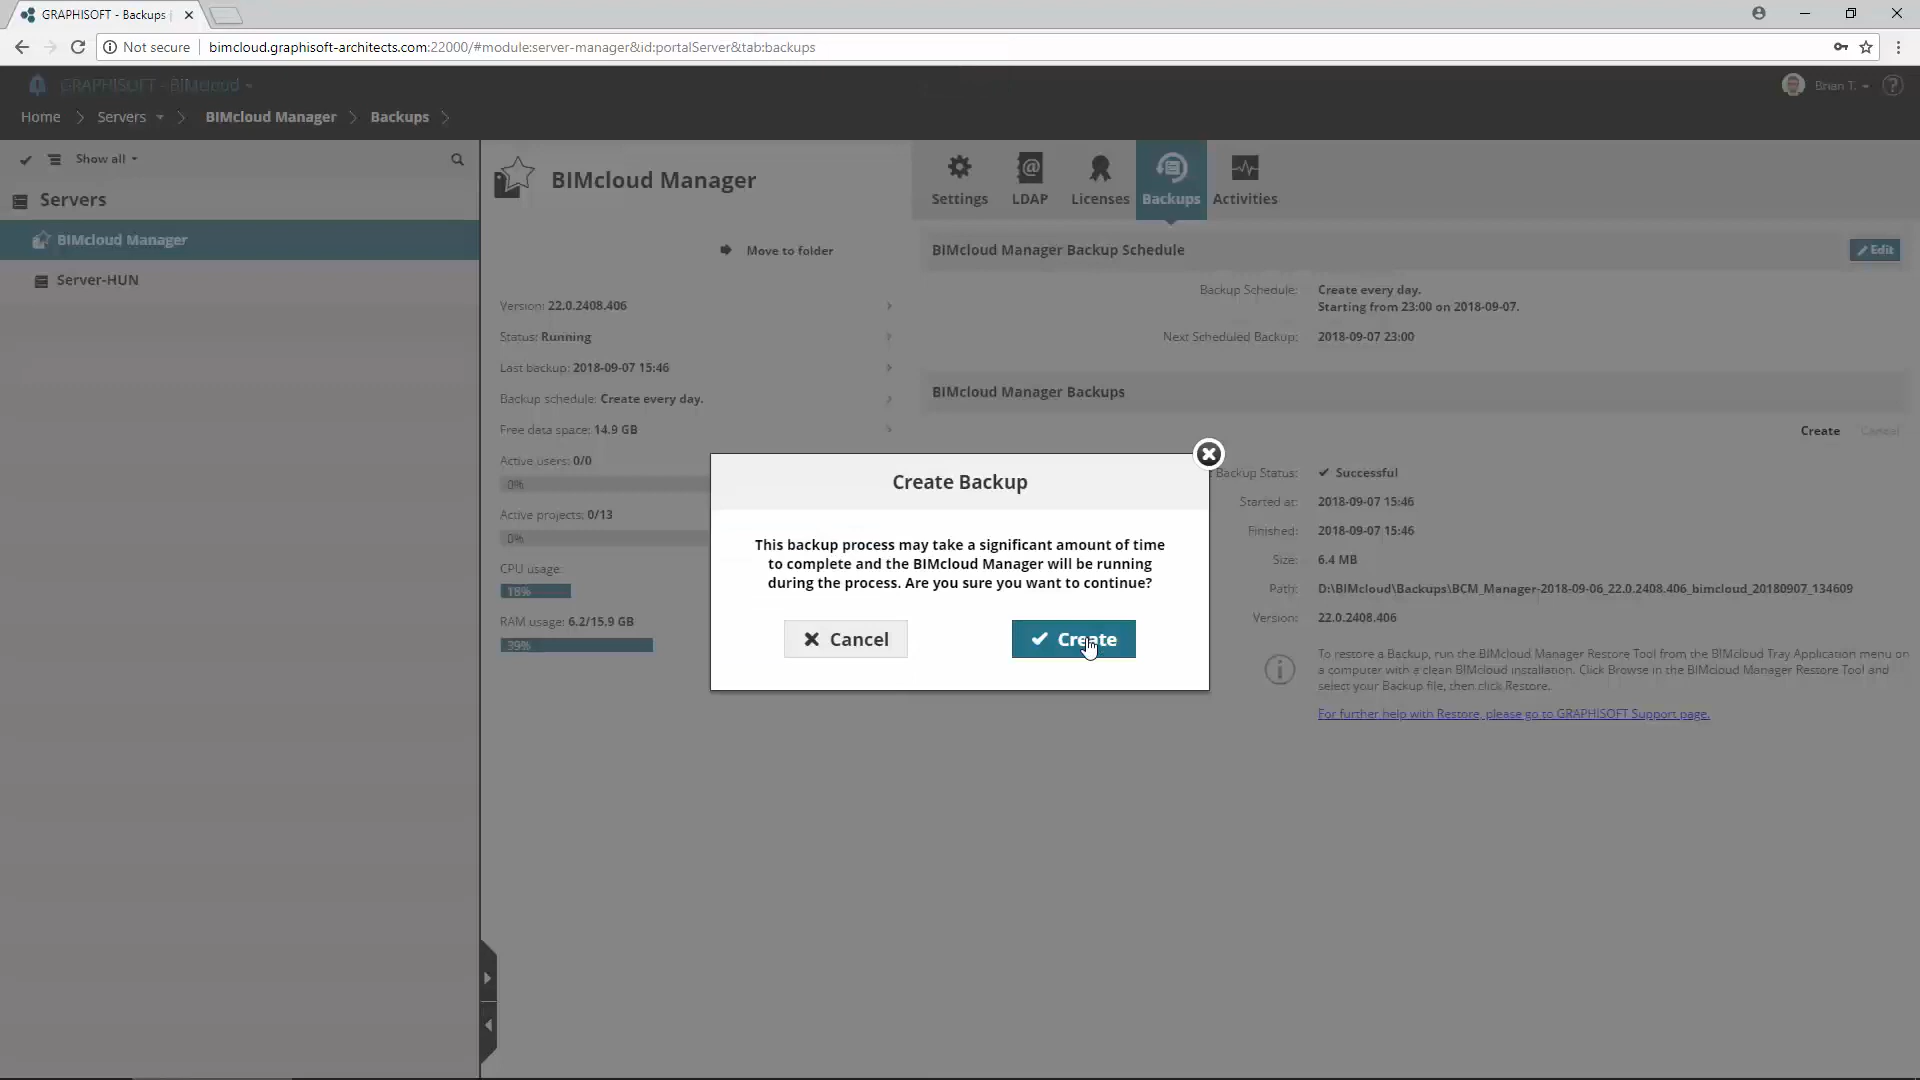 GRAPHISOFT - Backups
Not secure
bimcloud.graphisoft-architects.com:22000/#module:server-manager&id:portalServer&tab:backups
GRAPHISOFT - BIMcloud
Brian T.
?
Home
Servers
BIMcloud Manager
Backups
Show all
Servers
BIMcloud Manager
Server-HUN
BIMcloud Manager
Move to folder
Version: 22.0.2408.406
Status: Running
Last backup: 2018-09-07 15:46
Backup schedule: Create every day.
Free data space: 14.9 GB
Active users: 0/0
0%
Active projects: 0/13
0%
CPU usage:
18%
RAM usage: 6.2/15.9 GB
39%
Settings
LDAP
Licenses
Backups
Activities
BIMcloud Manager Backup Schedule
Edit
Backup Schedule: Create every day.
Starting from 23:00 on 2018-09-07.
Next Scheduled Backup: 2018-09-07 23:00
BIMcloud Manager Backups
Create Cancel
Backup Status: Successful
Started at: 2018-09-07 15:46
Finished: 2018-09-07 15:46
Size: 6.4 MB
Path: D:\BIMcloud\Backups\BCM_Manager-2018-09-06_22.0.2408.406_bimcloud_20180907_134609
Version: 22.0.2408.406
To restore a Backup, run the BIMcloud Manager Restore Tool from the BIMcloud Tray Application menu on
a computer with a clean BIMcloud installation. Click Browse in the BIMcloud Manager Restore Tool and
select your Backup file, then click Restore.
For further help with Restore, please go to GRAPHISOFT Support page.
Create Backup
This backup process may take a significant amount of time
to complete and the BIMcloud Manager will be running
during the process. Are you sure you want to continue?
Cancel
Create